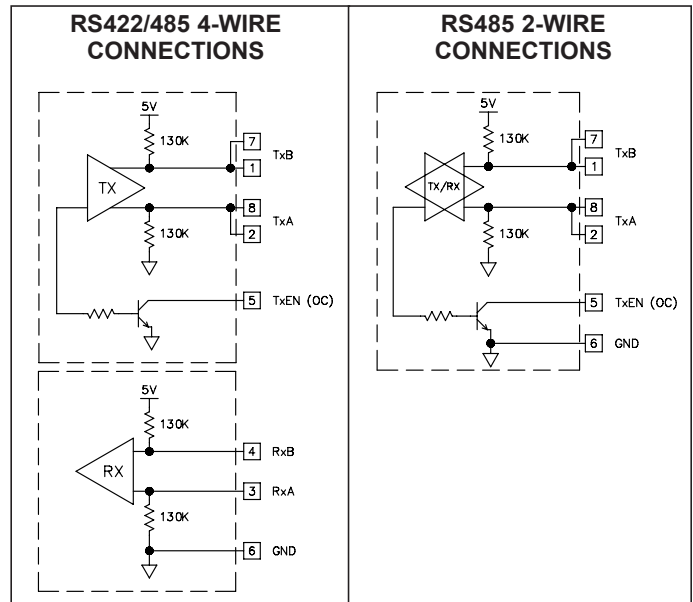 RS422/485 4-WIRE
CONNECTIONS
5V
130K
7
TxB
1
TX
8
TxA
130K
2
5 TxEN (OC)
5V
130K
4 RxB
RX
3 RxA
130K
6 GND
RS485 2-WIRE
CONNECTIONS
5V
130K
7
TxB
1
TX/RX
8
TxA
130K
2
5 TxEN (OC)
6 GND